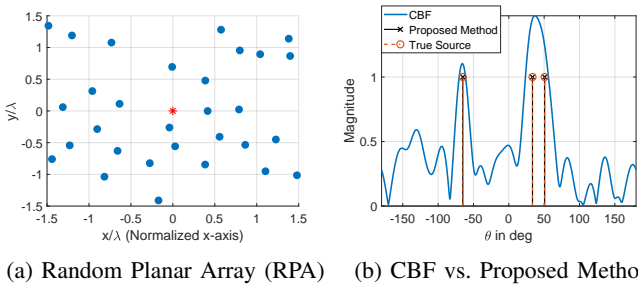 1.5
1
0.5
0
-0.5
-1
-1.5
y/λ
-1.5 -1 -0.5 0 0.5 1 1.5
x/λ (Normalized x-axis)
(a) Random Planar Array (RPA)
CBF
Proposed Method
True Source
1
0.5
0
Magnitude
-150 -100 -50 0 50 100 150
θ in deg
(b) CBF vs. Proposed Metho